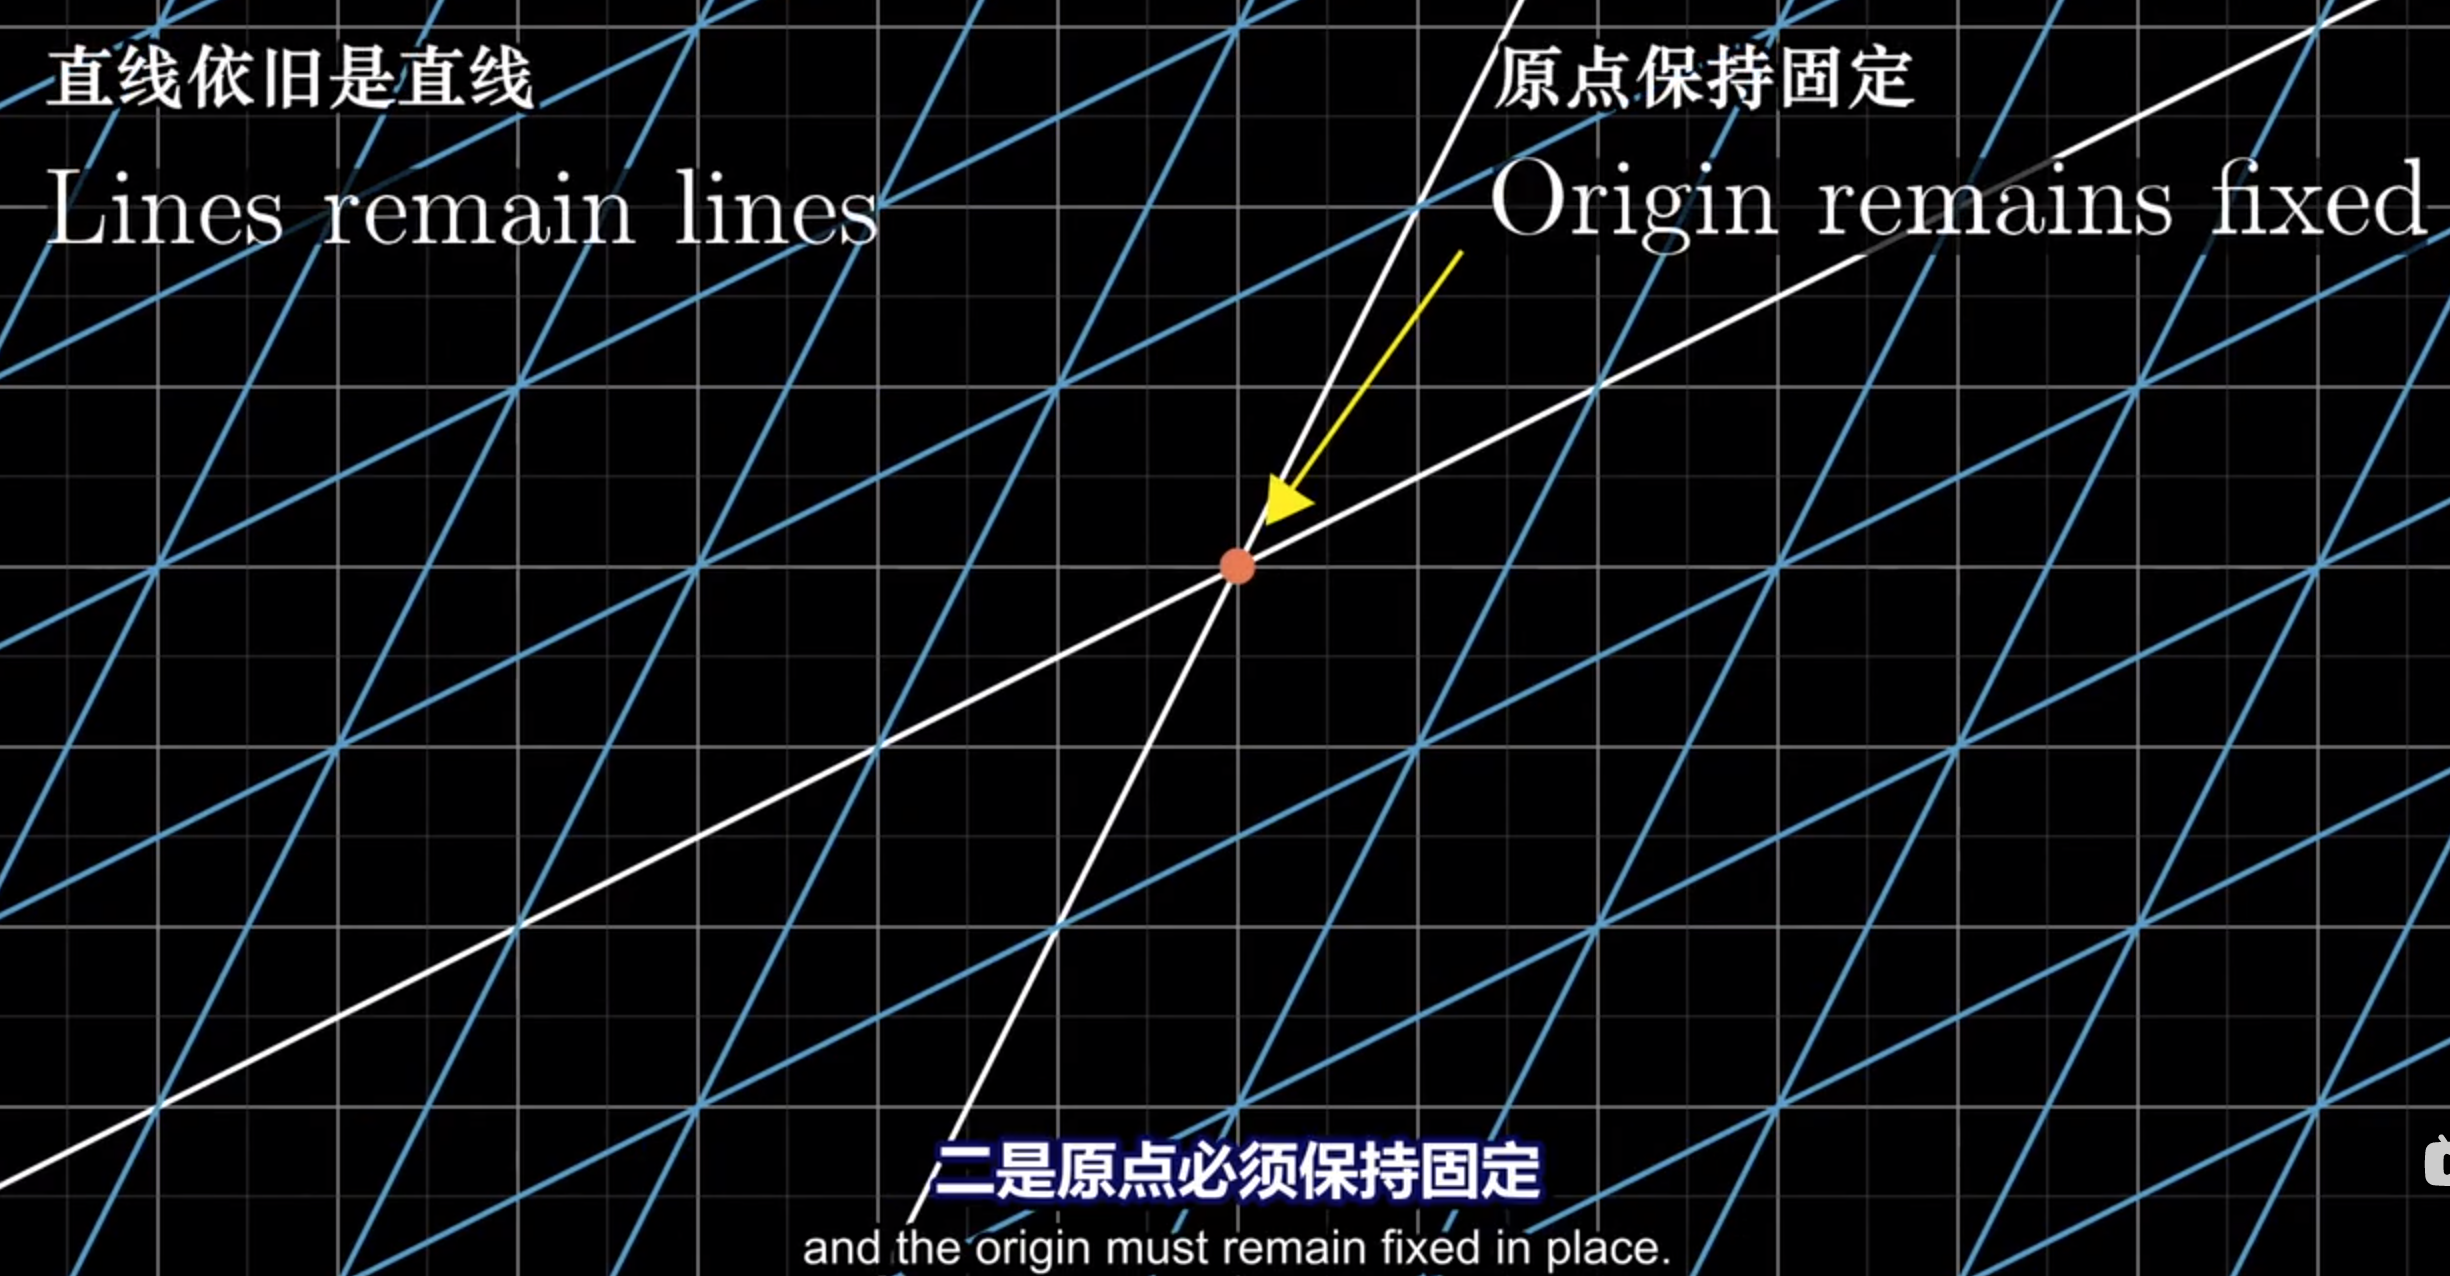 直线依旧是直线
Lines remain lines
原点保持固定
Origin remains fixed
二是原点必须保持固定
and the origin must remain fixed in place.